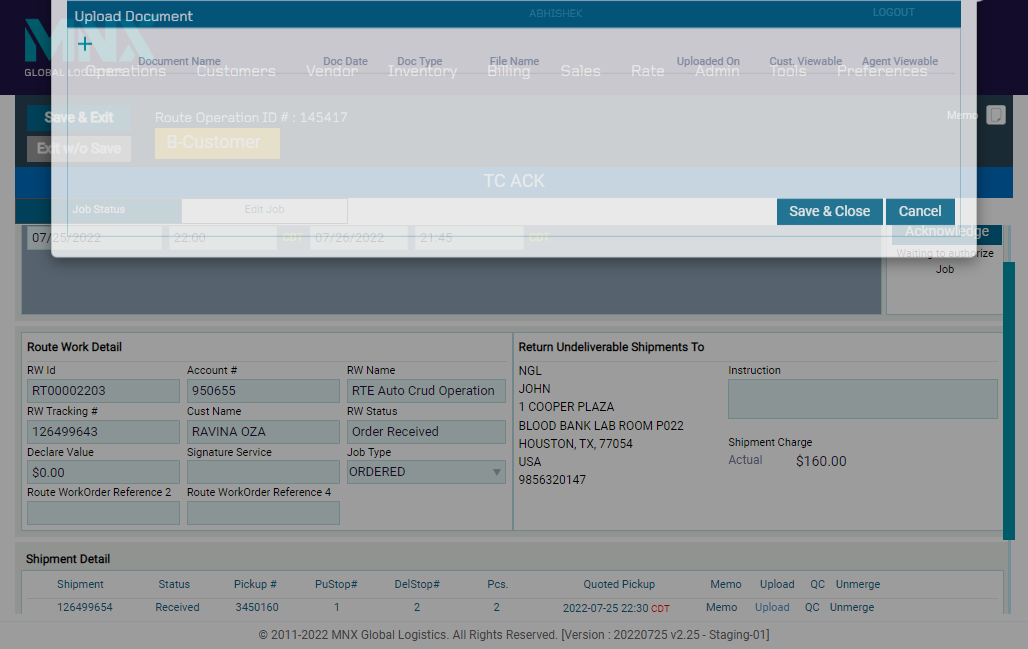 Upload Document
ABHISHEK
LOGOUT
MNX
GLOBAL LOGISTICS
Document Name Doc Date Doc Type File Name Uploaded On Cust. Viewable Agent Viewable
Operations Customers Vendor Inventory Billing Sales Rate Admin Tools Preferences
Save & Exit
Route Operation ID # : 145417
Memo
Exit w/o Save
B-Customer
TC ACK
Job Status
Edit Job
Save & Close
Cancel
07/25/2022 22:00 CDT 07/26/2022 21:45 CDT
Acknowledge
Waiting to authorize
Job
Route Work Detail
RW Id Account # RW Name
RT00002203 950655 RTE Auto Crud Operation
RW Tracking # Cust Name RW Status
126499643 RAVINA OZA Order Received
Declare Value Signature Service Job Type
$0.00 ORDERED
Route WorkOrder Reference 2 Route WorkOrder Reference 4
Return Undeliverable Shipments To
NGL
JOHN
1 COOPER PLAZA
BLOOD BANK LAB ROOM P022
HOUSTON, TX, 77054
USA
9856320147
Instruction
Shipment Charge
Actual $160.00
Shipment Detail
Shipment Status Pickup # PuStop# DelStop# Pcs. Quoted Pickup Memo Upload QC Unmerge
126499654 Received 3450160 1 2 2 2022-07-25 22:30 CDT Memo Upload QC Unmerge
© 2011-2022 MNX Global Logistics. All Rights Reserved. [Version : 20220725 v2.25 - Staging-01]